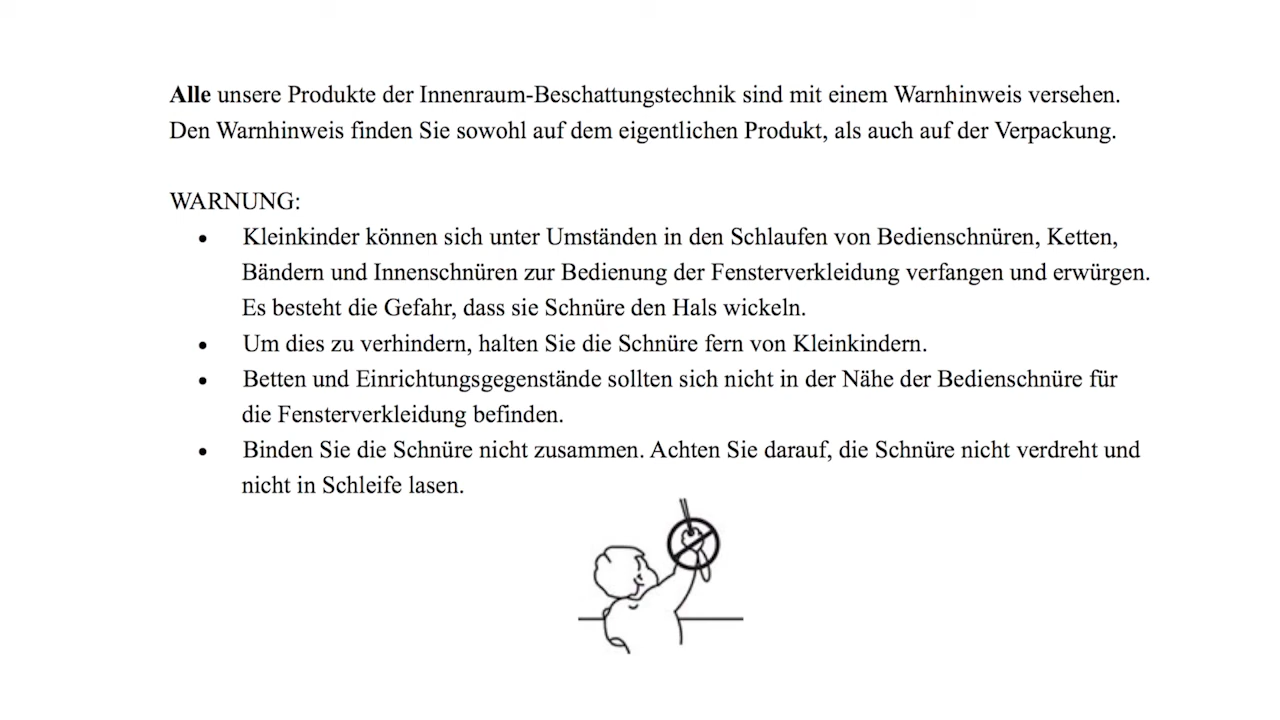 Alle unsere Produkte der Innenraum-Beschattungstechnik sind mit einem Warnhinweis versehen.
Den Warnhinweis finden Sie sowohl auf dem eigentlichen Produkt, als auch auf der Verpackung.
WARNUNG:
• Kleinkinder können sich unter Umständen in den Schlaufen von Bedienschnüren, Ketten,
Bändern und Innenschnüren zur Bedienung der Fensterverkleidung verfangen und erwürgen.
Es besteht die Gefahr, dass sie Schnüre den Hals wickeln.
• Um dies zu verhindern, halten Sie die Schnüre fern von Kleinkindern.
• Betten und Einrichtungsgegenstände sollten sich nicht in der Nähe der Bedienschnüre für
die Fensterverkleidung befinden.
• Binden Sie die Schnüre nicht zusammen. Achten Sie darauf, die Schnüre nicht verdreht und
nicht in Schleife lasen.